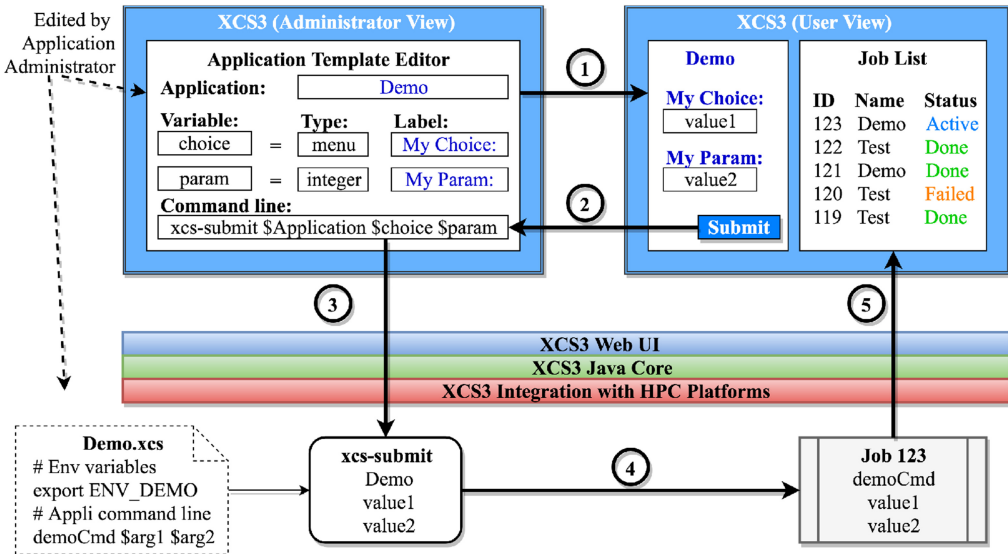 Edited by
Application
Administrator
XCS3 (Administrator View)
Application Template Editor
Application: Demo
Variable: Type: Label:
choice = menu My Choice:
param = integer My Param:
Command line:
xcs-submit $Application $choice $param
1
2
XCS3 (User View)
Demo
My Choice:
value1
My Param:
value2
Submit
Job List
ID Name Status
123 Demo Active
122 Test Done
121 Demo Done
120 Test Failed
119 Test Done
3
5
XCS3 Web UI
XCS3 Java Core
XCS3 Integration with HPC Platforms
Demo.xcs
# Env variables
export ENV_DEMO
# Appli command line
demoCmd $arg1 $arg2
xcs-submit
Demo
value1
value2
4
Job 123
demoCmd
value1
value2